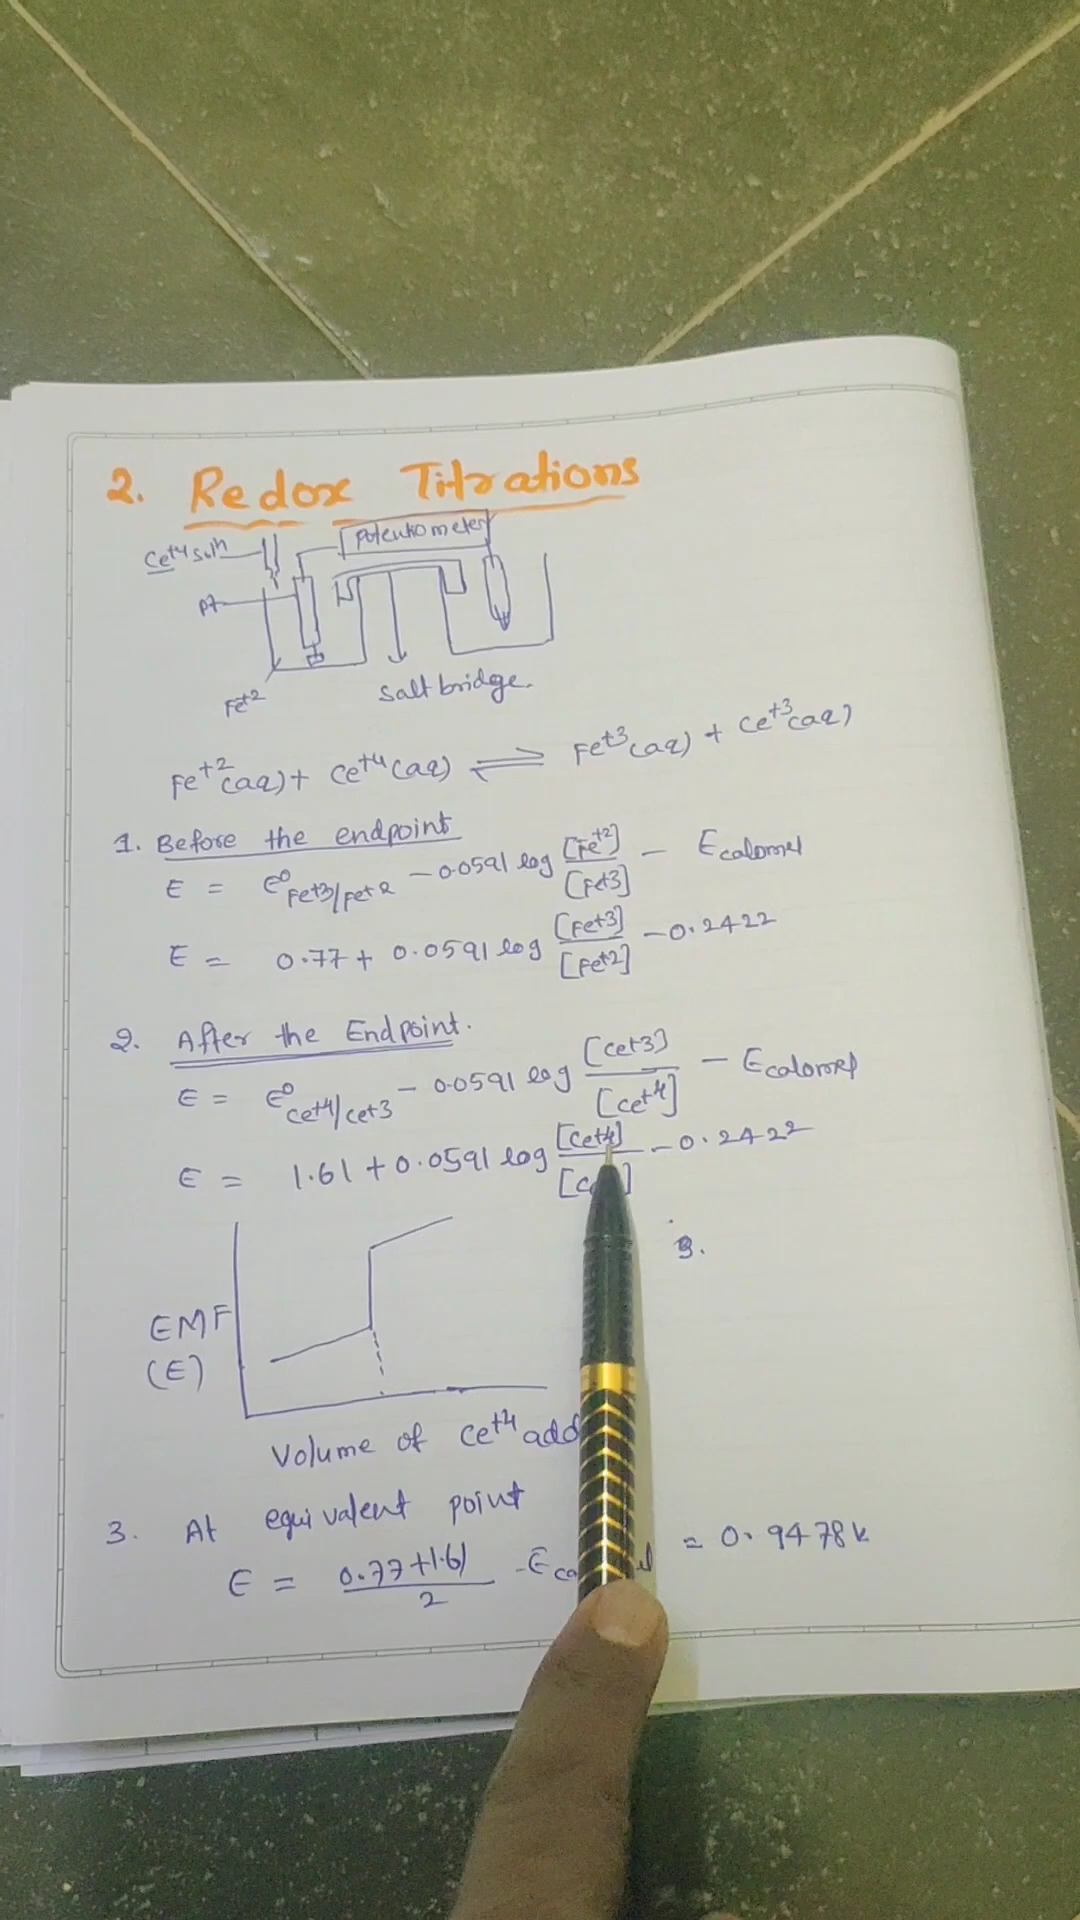 2. Redox Titrations
Potentiometer
Ce+4 soln
Pt
Fe+2
Salt bridge.
Fe+2(aq) + Ce+4(aq) ⇌ Fe+3(aq) + Ce+3(aq)
1. Before the endpoint
E = E°Fe+3/Fe+2 - 0.0591 log [Fe+2]/[Fe+3] - Ecalomel
E = 0.77 + 0.0591 log [Fe+3]/[Fe+2] - 0.2422
2. After the Endpoint.
E = E°Ce+4/Ce+3 - 0.0591 log [Ce+3]/[Ce+4] - Ecalomel
E = 1.61 + 0.0591 log [Ce+4] - 0.2422
3.
EMF
(E)
Volume of Ce+4 add
3. At equivalent point
E = 0.77+1.61/2 - Eca = 0.9478